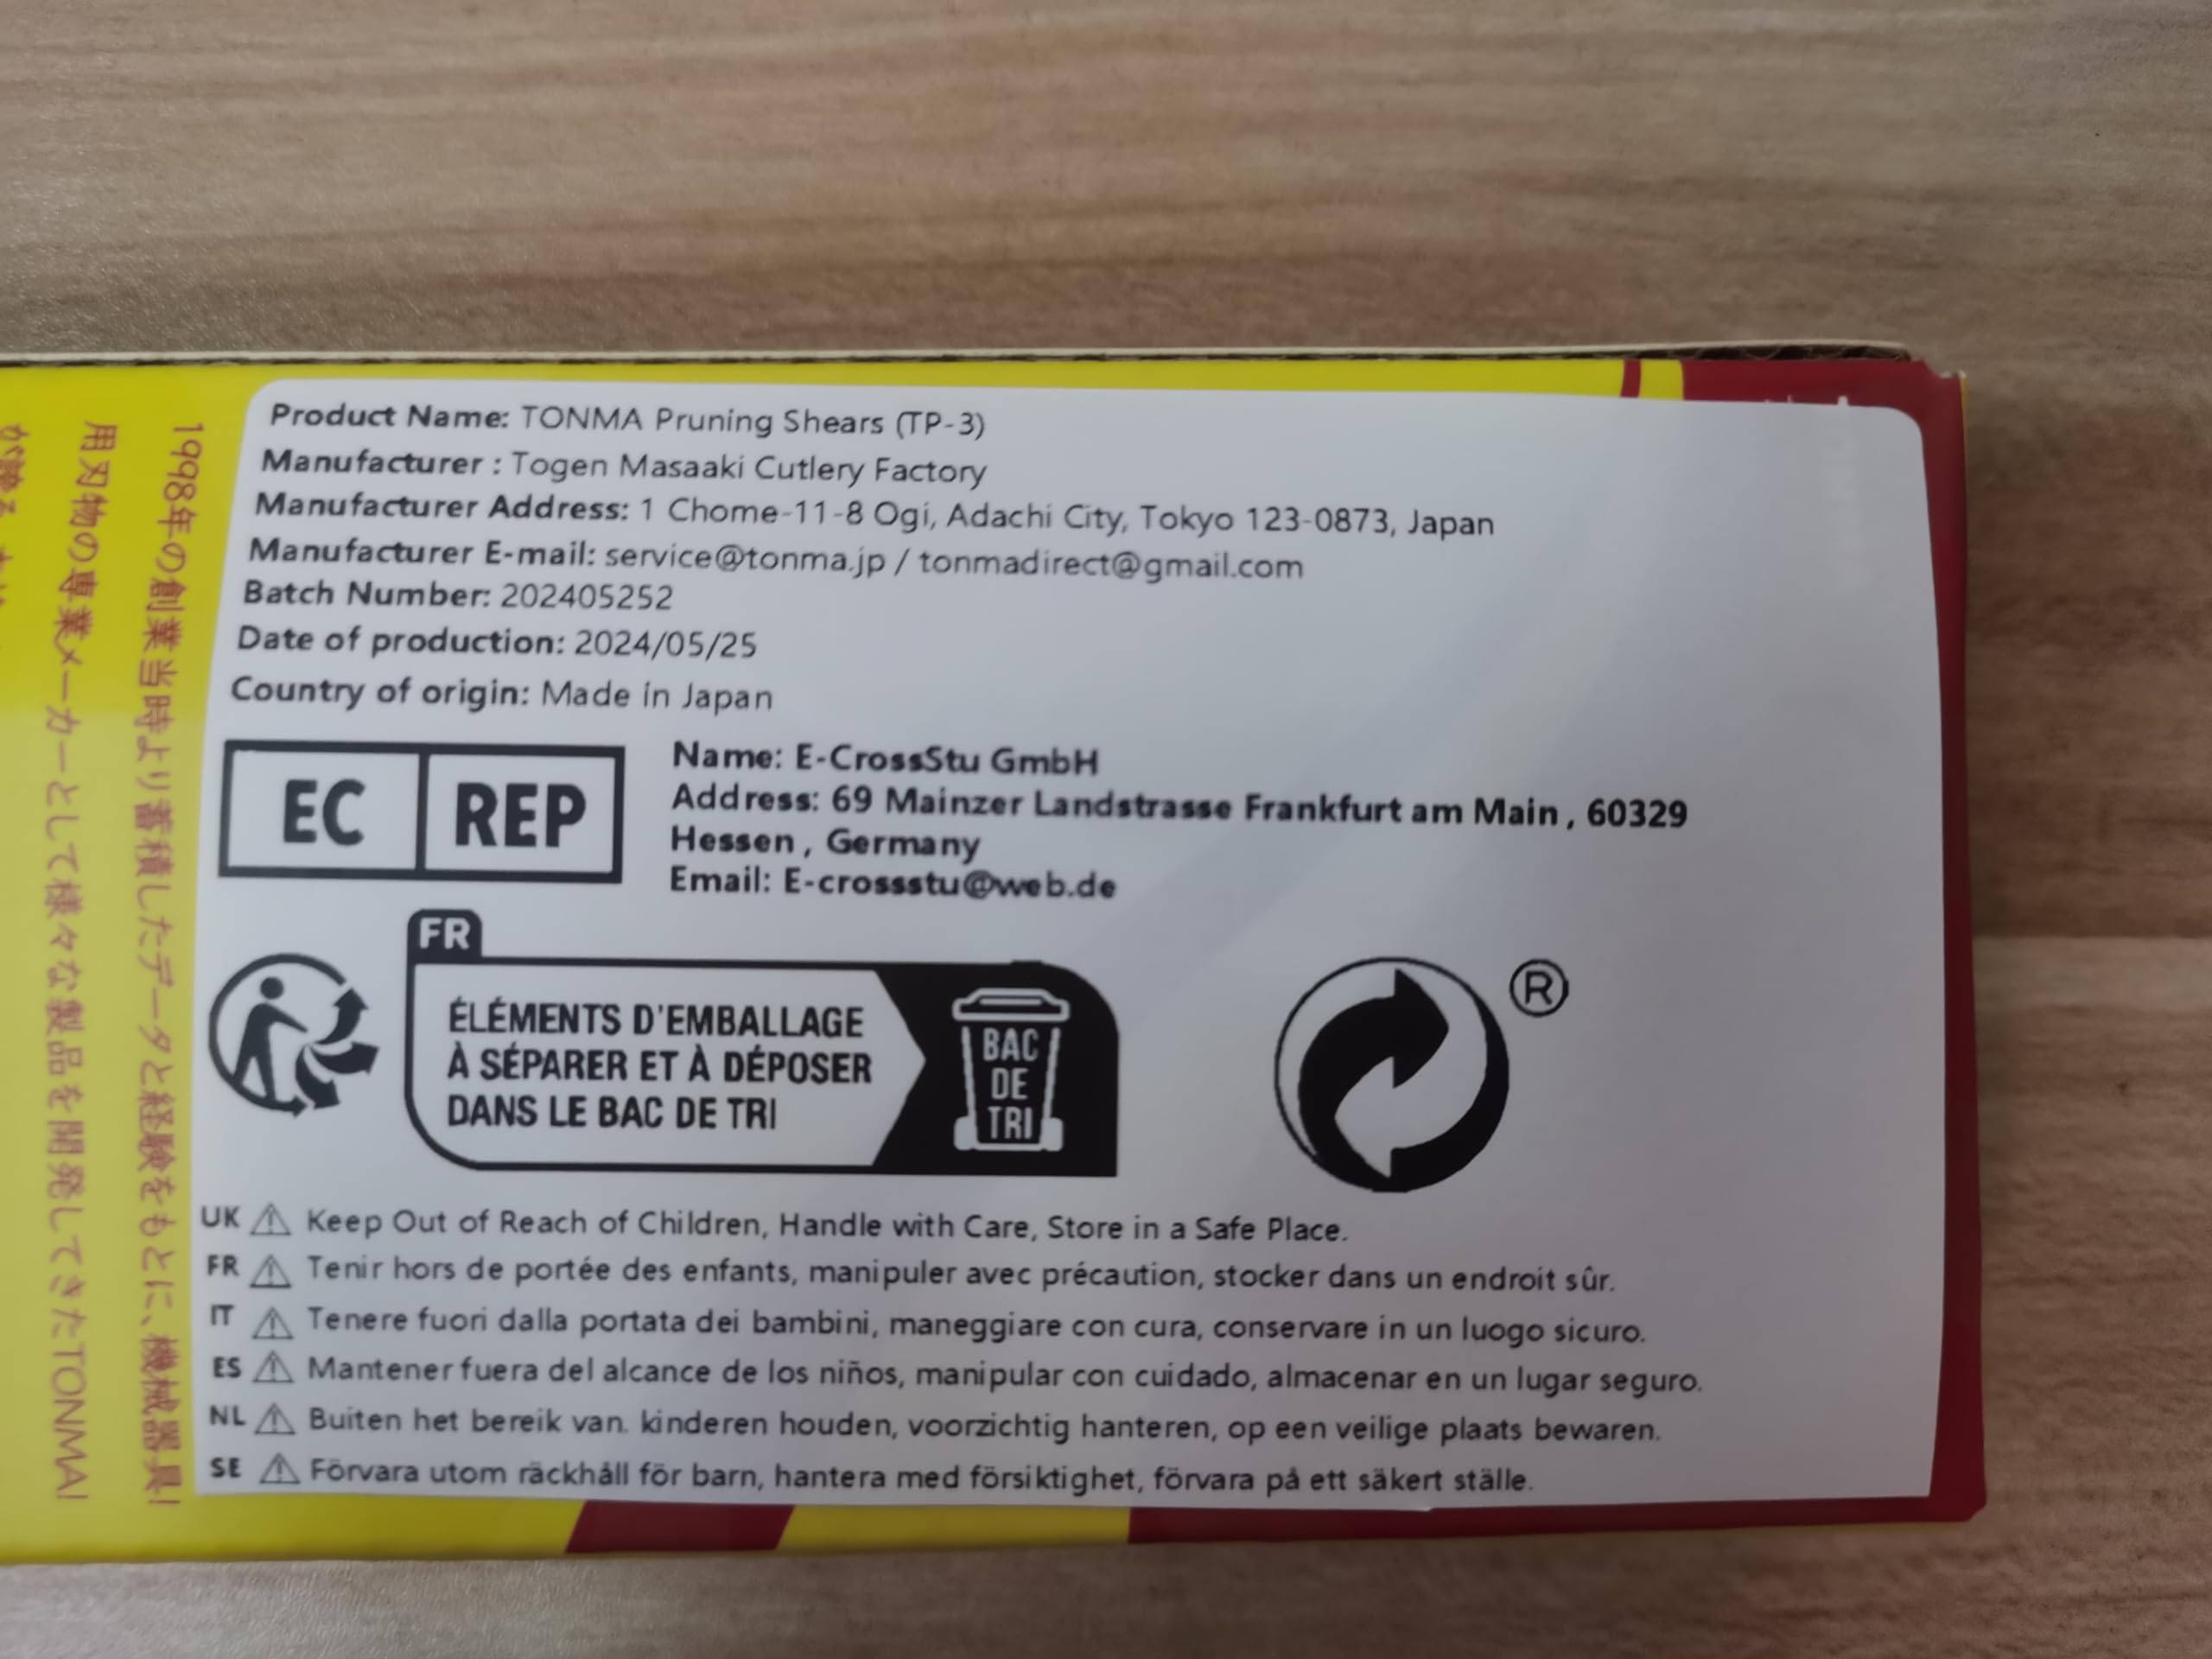 Product Name: TONMA Pruning Shears (TP-3)
Manufacturer : Togen Masaaki Cutlery Factory
Manufacturer Address: 1 Chome-11-8 Ogi, Adachi City, Tokyo 123-0873, Japan
Manufacturer E-mail: service@tonma.jp / tonmadirect@gmail.com
Batch Number: 202405252
Date of production: 2024/05/25
Country of origin: Made in Japan
EC REP
Name: E-CrossStu GmbH
Address: 69 Mainzer Landstrasse Frankfurt am Main , 60329
Hessen , Germany
Email: E-crossstu@web.de
FR
ÉLÉMENTS D'EMBALLAGE
À SÉPARER ET À DÉPOSER
DANS LE BAC DE TRI
BAC
DE
TRI
®
UK ⚠ Keep Out of Reach of Children, Handle with Care, Store in a Safe Place.
FR ⚠ Tenir hors de portée des enfants, manipuler avec précaution, stocker dans un endroit sûr.
IT ⚠ Tenere fuori dalla portata dei bambini, maneggiare con cura, conservare in un luogo sicuro.
ES ⚠ Mantener fuera del alcance de los niños, manipular con cuidado, almacenar en un lugar seguro.
NL ⚠ Buiten het bereik van. kinderen houden, voorzichtig hanteren, op een veilige plaats bewaren.
SE ⚠ Förvara utom räckhåll för barn, hantera med försiktighet, förvara på ett säkert ställe.
1998年の創業当時より蓄積したデータと経験をもとに、機械器具
用刃物の専業メーカーとして様々な製品を開発してきたTONMA